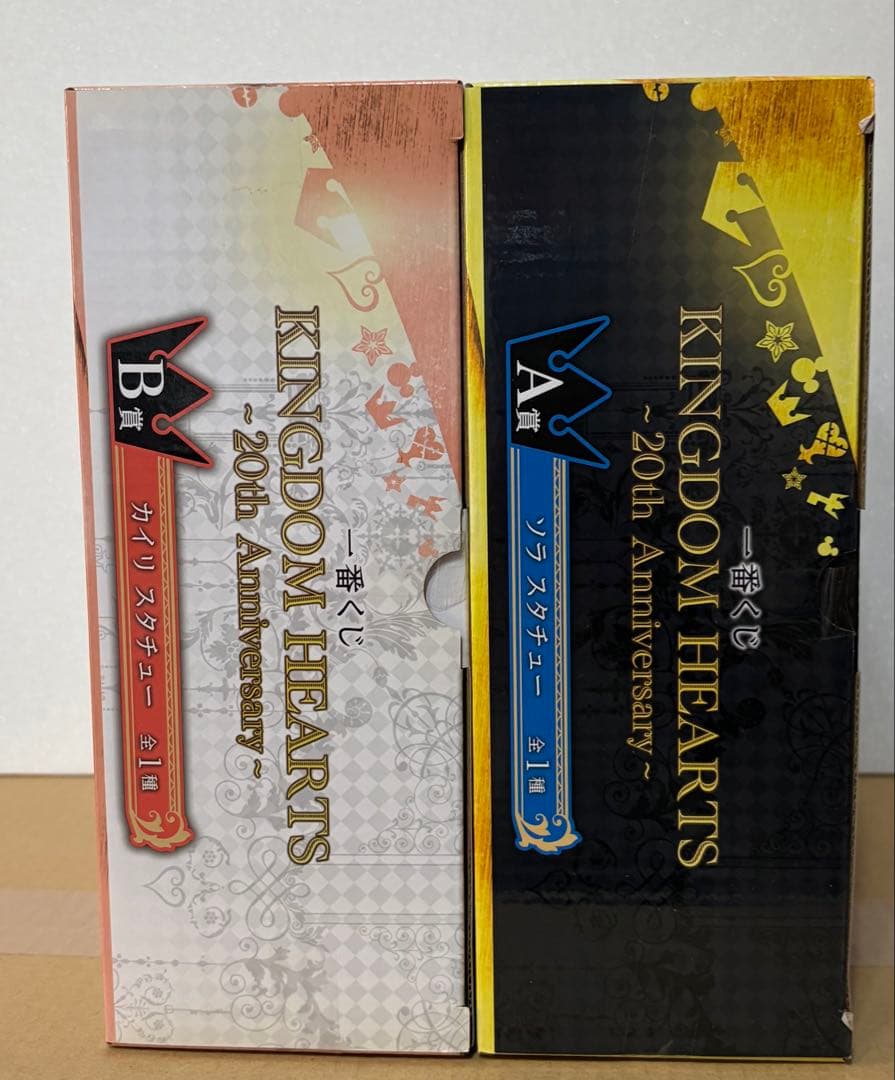 一番くじ
KINGDOM HEARTS
~20th Anniversary~
B賞
カイリ スタチュー 全1種
一番くじ
KINGDOM HEARTS
~20th Anniversary~
A賞
ソラ スタチュー 全1種